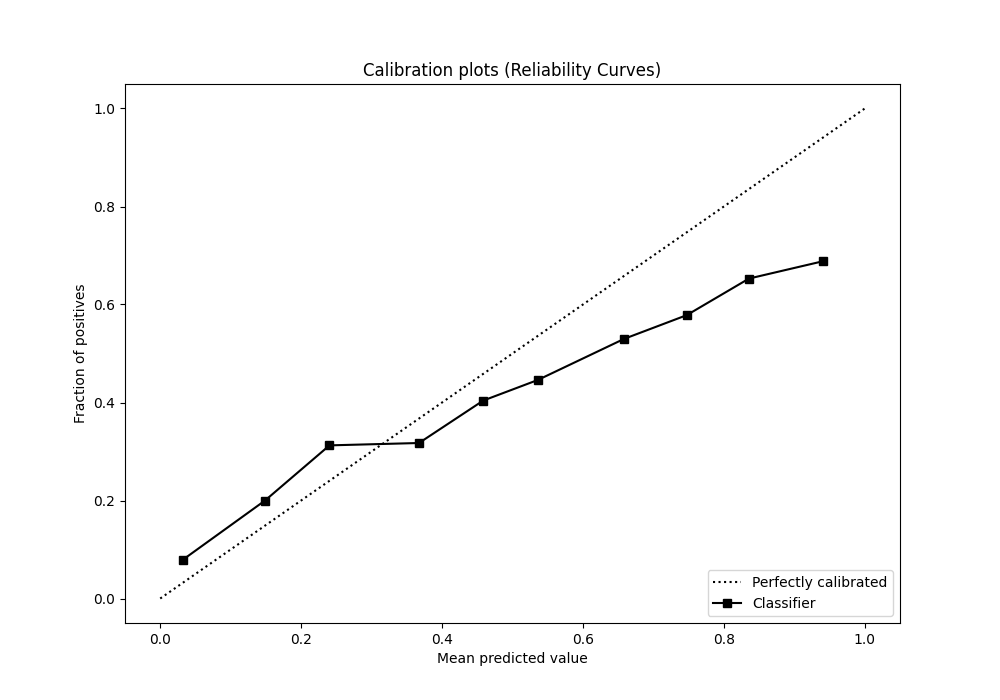 Calibration plots (Reliability Curves)
1.0
0.8
0.6
0.4
0.2
0.0
Fraction of positives
0.0 0.2 0.4 0.6 0.8 1.0
Mean predicted value
Perfectly calibrated
Classifier